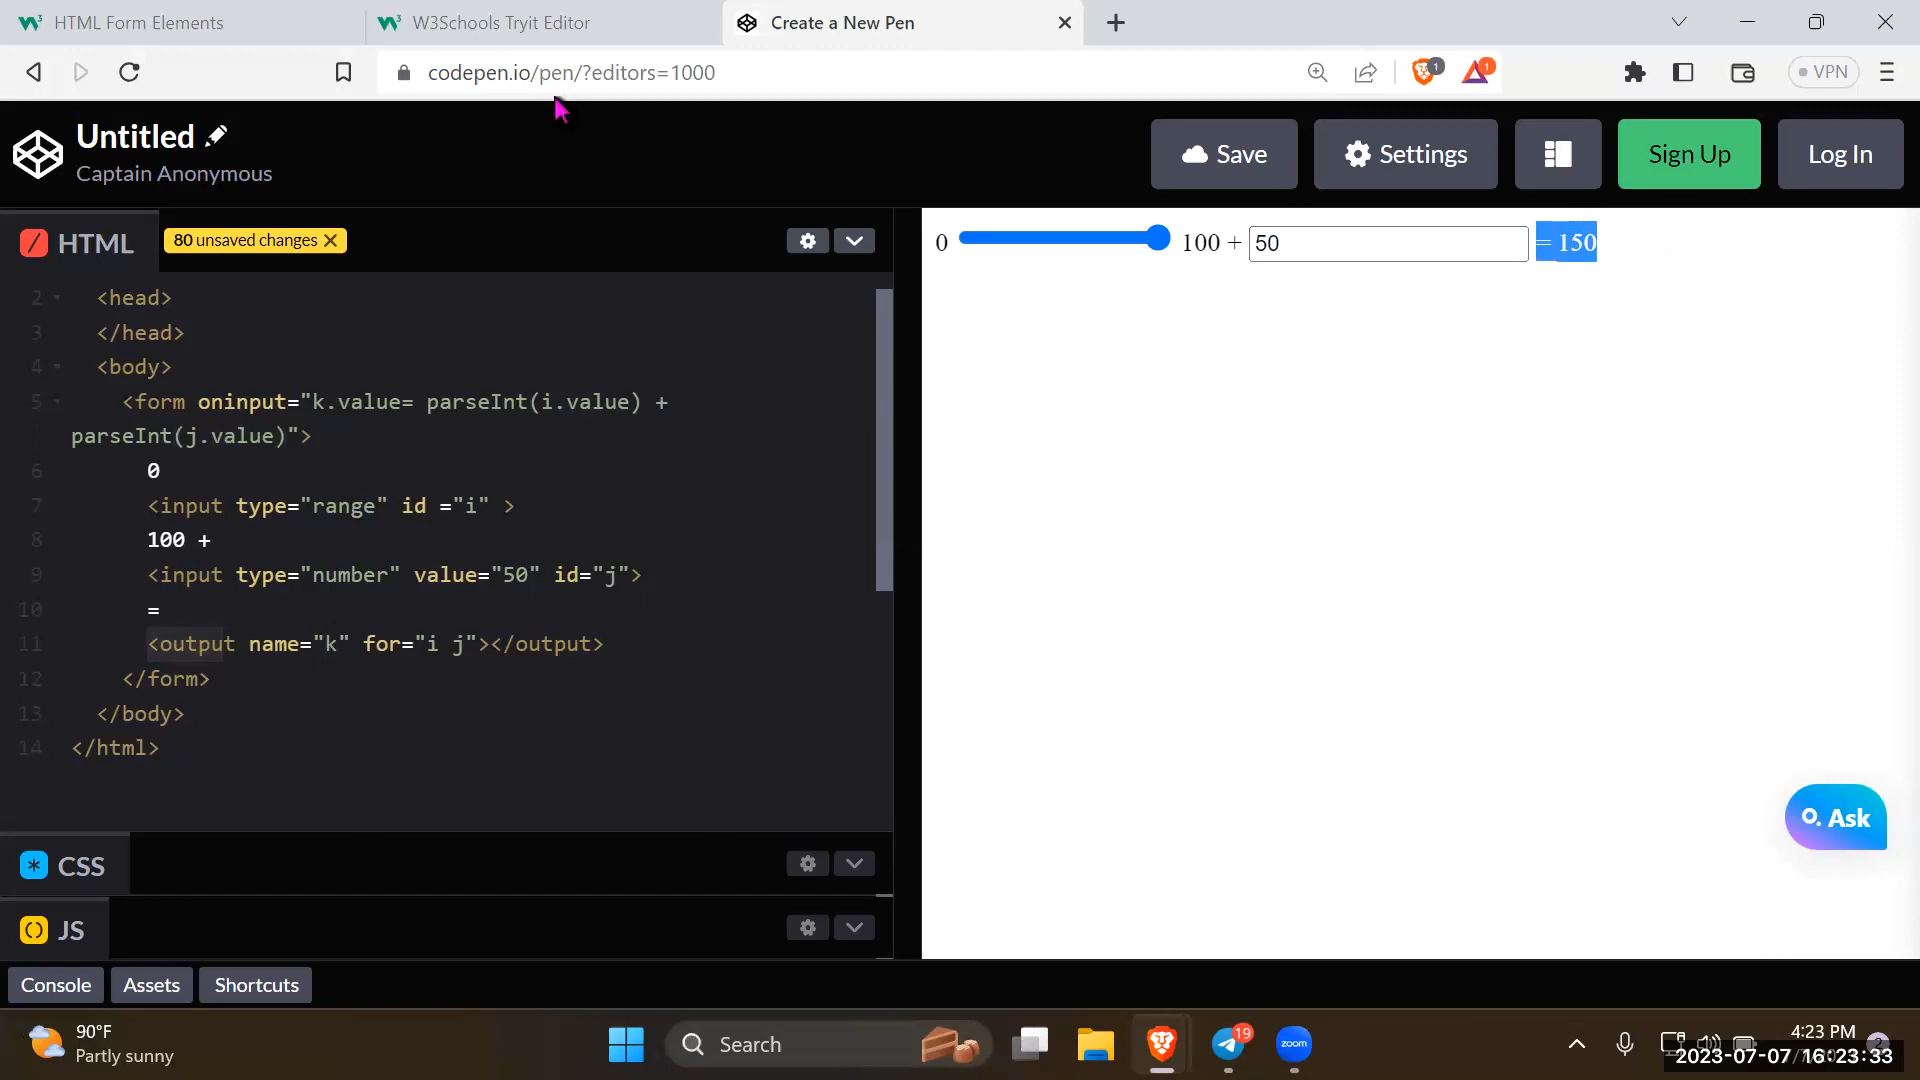 HTML Form Elements
W3Schools Tryit Editor
Create a New Pen
codepen.io/pen/?editors=1000
1
1
VPN
Untitled
Captain Anonymous
Save
Settings
Sign Up
Log In
HTML
80 unsaved changes
2 <head>
3 </head>
4 <body>
5 <form oninput="k.value= parseInt(i.value) +
parseInt(j.value)">
6 0
7 <input type="range" id ="i" >
8 100 +
9 <input type="number" value="50" id="j">
10 =
11 <output name="k" for="i j"></output>
12 </form>
13 </body>
14 </html>
0 100 + 50 = 150
Ask
CSS
JS
Console
Assets
Shortcuts
90°F
Partly sunny
Search
19
zoom
4:23 PM
2023-07-07 16:23:33